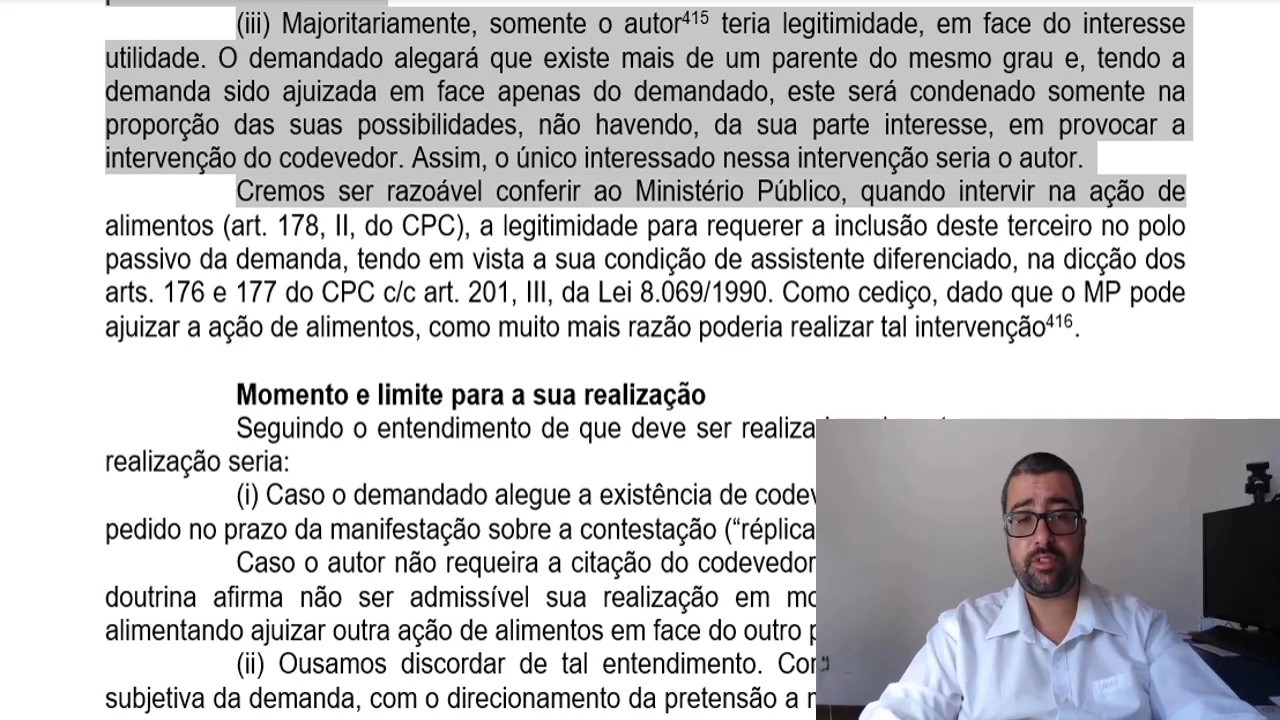 (iii) Majoritariamente, somente o autor415 teria legitimidade, em face do interesse
utilidade. O demandado alegará que existe mais de um parente do mesmo grau e, tendo a
demanda sido ajuizada em face apenas do demandado, este será condenado somente na
proporção das suas possibilidades, não havendo, da sua parte interesse, em provocar a
intervenção do codevedor. Assim, o único interessado nessa intervenção seria o autor.
Cremos ser razoável conferir ao Ministério Público, quando intervir na ação de
alimentos (art. 178, II, do CPC), a legitimidade para requerer a inclusão deste terceiro no polo
passivo da demanda, tendo em vista a sua condição de assistente diferenciado, na dicção dos
arts. 176 e 177 do CPC c/c art. 201, III, da Lei 8.069/1990. Como cediço, dado que o MP pode
ajuizar a ação de alimentos, como muito mais razão poderia realizar tal intervenção416.
Momento e limite para a sua realização
Seguindo o entendimento de que deve ser
realização seria:
(i) Caso o demandado alegue a existência de
pedido no prazo da manifestação sobre a contestação (“réplica
Caso o autor não requeira a citação do codevedor
doutrina afirma não ser admissível sua realização em
alimentando ajuizar outra ação de alimentos em face do outro
(ii) Ousamos discordar de tal entendimento.
subjetiva da demanda, com o direcionamento da pretensão a